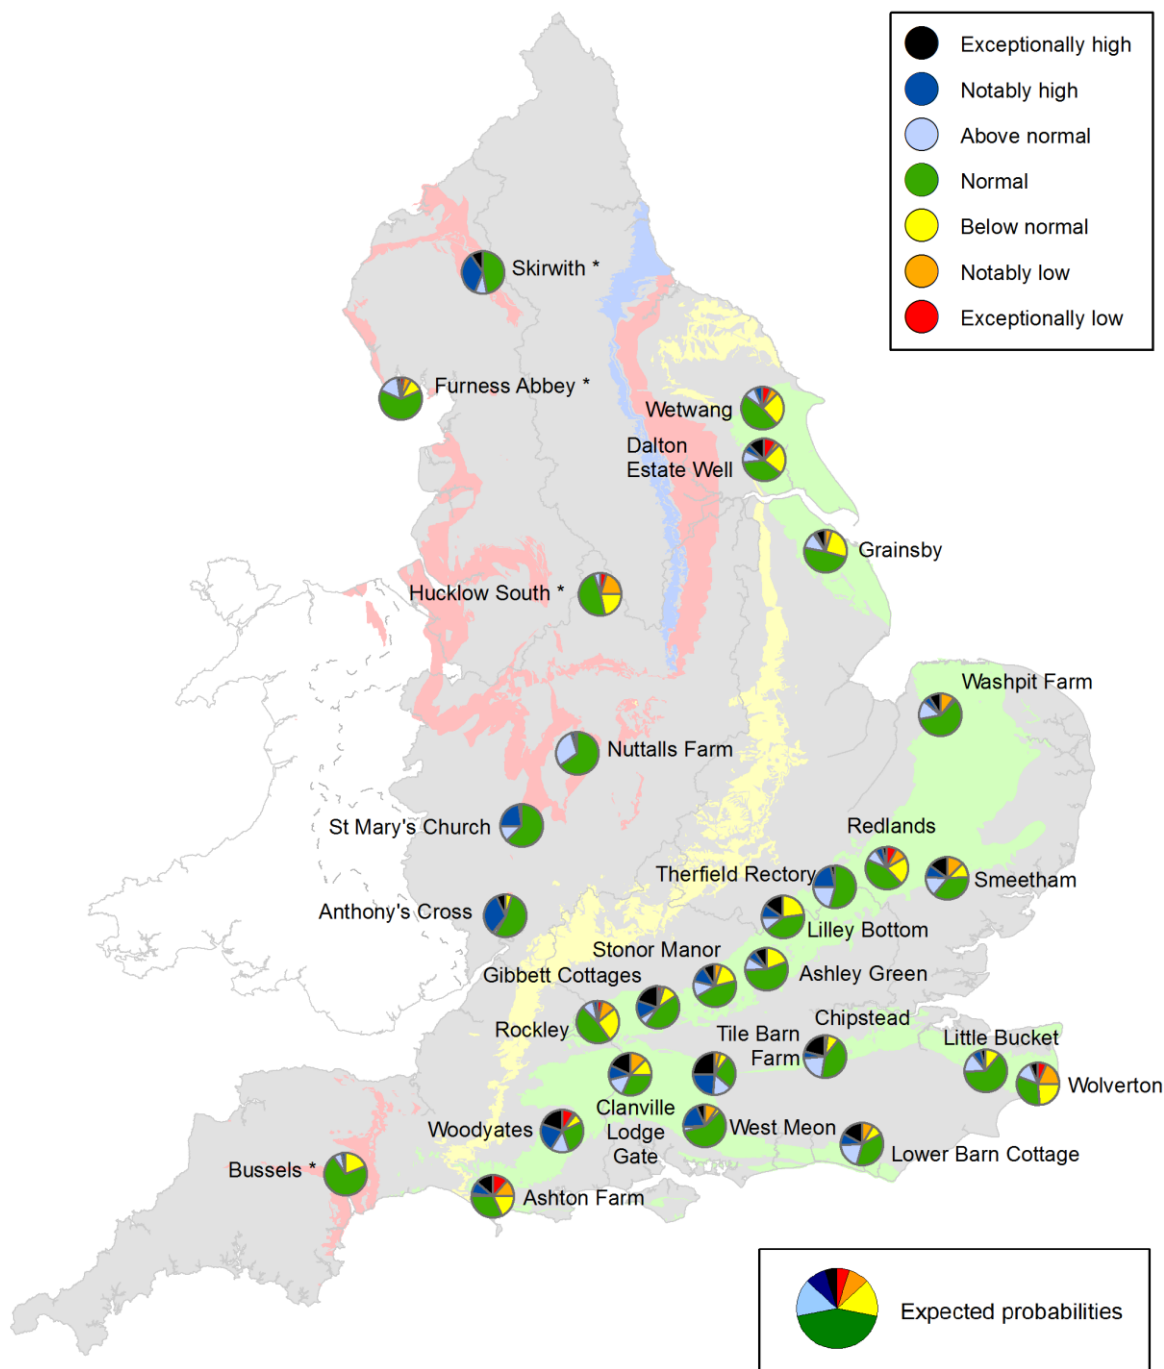 Exceptionally high
Notably high
Above normal
Normal
Below normal
Notably low
Exceptionally low
Skirwith *
Furness Abbey *
Wetwang
Dalton
Estate Well
Grainsby
Hucklow South *
Washpit Farm
Nuttalls Farm
St Mary's Church
Redlands
Therfield Rectory
Smeetham
Anthony's Cross
Lilley Bottom
Stonor Manor
Ashley Green
Gibbett Cottages
Rockley
Chipstead
Tile Barn
Farm
Little Bucket
Wolverton
Clanville
Lodge
Gate
Woodyates
West Meon
Lower Barn Cottage
Bussels *
Ashton Farm
Expected probabilities